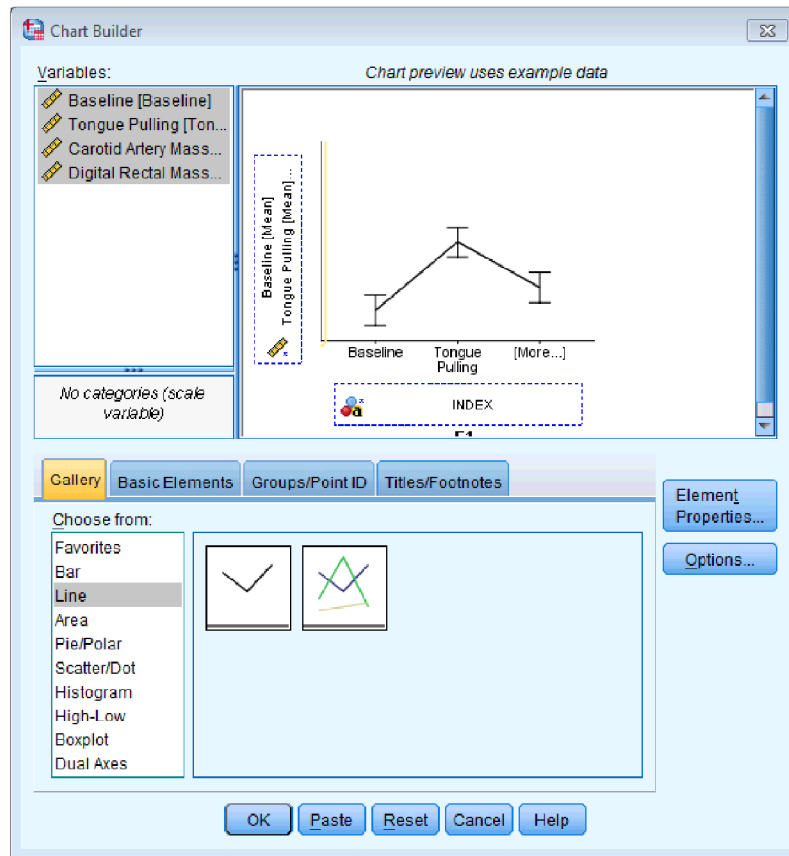 Chart Builder
Variables:
Chart preview uses example data
Baseline [Baseline]
Tongue Pulling [Ton...
Carotid Artery Mass...
Digital Rectal Mass...
No categories (scale
variable)
Baseline [Mean]
Tongue Pulling [Mean]...
Baseline
Tongue
Pulling
[More...]
a
INDEX
Gallery
Basic Elements
Groups/Point ID
Titles/Footnotes
Element
Properties...
Options...
Choose from:
Favorites
Bar
Line
Area
Pie/Polar
Scatter/Dot
Histogram
High-Low
Boxplot
Dual Axes
OK
Paste
Reset
Cancel
Help